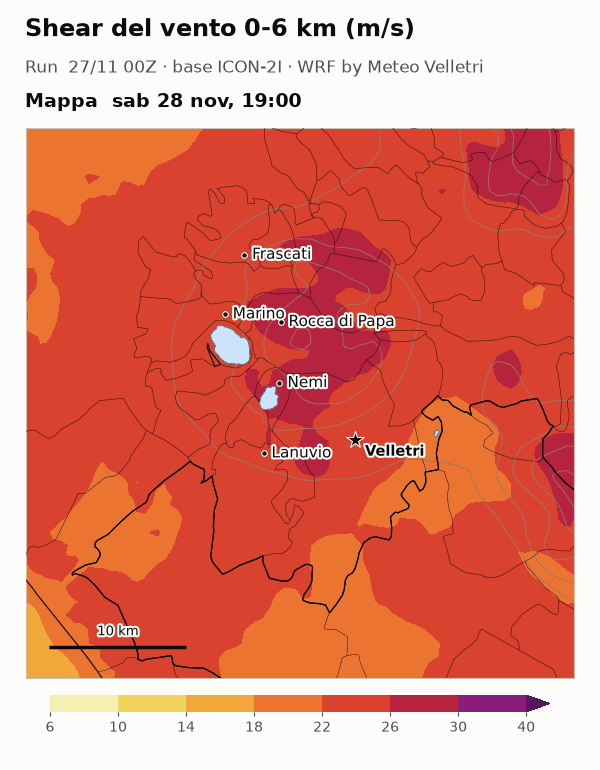 Shear del vento 0-6 km (m/s)
Run  27/11 00Z · base ICON-2I · WRF by Meteo Velletri
Mappa  sab 28 nov, 19:00
Frascati
Marino
Rocca di Papa
Nemi
Velletri
Lanuvio
10 km
6 10 14 18 22 26 30 40